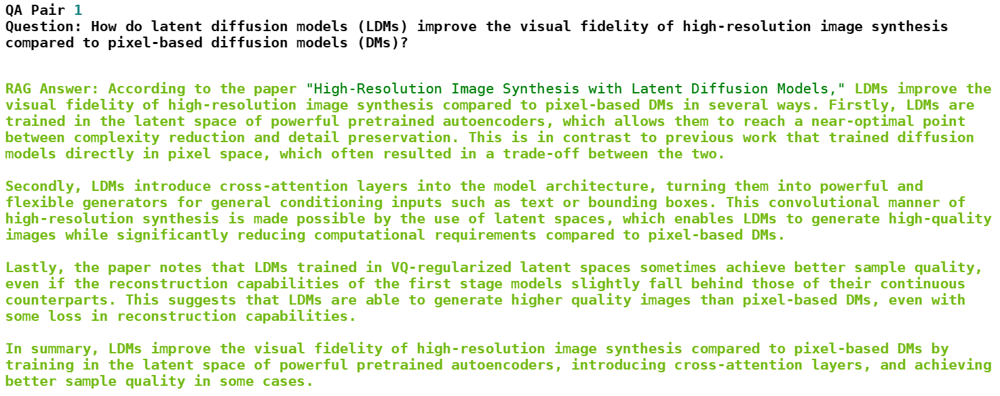 QA Pair 1
Question: How do latent diffusion models (LDMs) improve the visual fidelity of high-resolution image synthesis
compared to pixel-based diffusion models (DMs)?
RAG Answer: According to the paper "High-Resolution Image Synthesis with Latent Diffusion Models," LDMs improve the
visual fidelity of high-resolution image synthesis compared to pixel-based DMs in several ways. Firstly, LDMs are
trained in the latent space of powerful pretrained autoencoders, which allows them to reach a near-optimal point
between complexity reduction and detail preservation. This is in contrast to previous work that trained diffusion
models directly in pixel space, which often resulted in a trade-off between the two.
Secondly, LDMs introduce cross-attention layers into the model architecture, turning them into powerful and
flexible generators for general conditioning inputs such as text or bounding boxes. This convolutional manner of
high-resolution synthesis is made possible by the use of latent spaces, which enables LDMs to generate high-quality
images while significantly reducing computational requirements compared to pixel-based DMs.
Lastly, the paper notes that LDMs trained in VQ-regularized latent spaces sometimes achieve better sample quality,
even if the reconstruction capabilities of the first stage models slightly fall behind those of their continuous
counterparts. This suggests that LDMs are able to generate higher quality images than pixel-based DMs, even with
some loss in reconstruction capabilities.
In summary, LDMs improve the visual fidelity of high-resolution image synthesis compared to pixel-based DMs by
training in the latent space of powerful pretrained autoencoders, introducing cross-attention layers, and achieving
better sample quality in some cases.